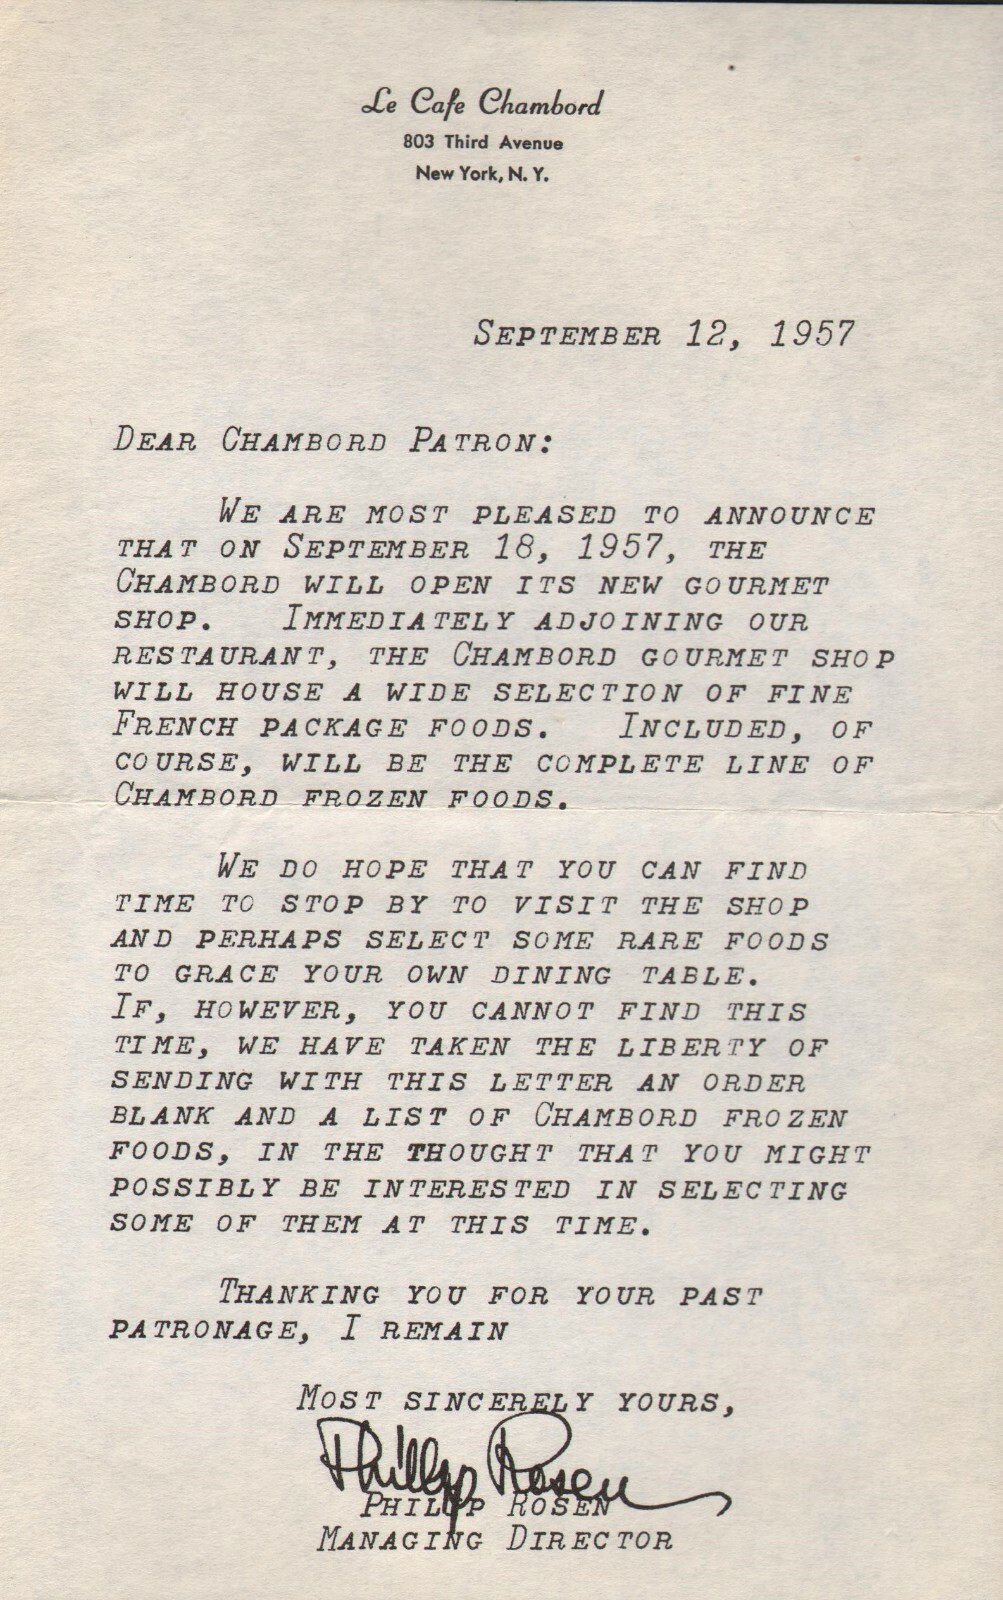 Le Cafe Chambord
803 Third Avenue
New York, N. Y.
SEPTEMBER 12, 1957
DEAR CHAMBORD PATRON:
WE ARE MOST PLEASED TO ANNOUNCE
THAT ON SEPTEMBER 18, 1957, THE
CHAMBORD WILL OPEN ITS NEW GOURMET
SHOP. IMMEDIATELY ADJOINING OUR
RESTAURANT, THE CHAMBORD GOURMET SHOP
WILL HOUSE A WIDE SELECTION OF FINE
FRENCH PACKAGE FOODS. INCLUDED, OF
COURSE, WILL BE THE COMPLETE LINE OF
CHAMBORD FROZEN FOODS.
WE DO HOPE THAT YOU CAN FIND
TIME TO STOP BY TO VISIT THE SHOP
AND PERHAPS SELECT SOME RARE FOODS
TO GRACE YOUR OWN DINING TABLE.
IF, HOWEVER, YOU CANNOT FIND THIS
TIME, WE HAVE TAKEN THE LIBERTY OF
SENDING WITH THIS LETTER AN ORDER
BLANK AND A LIST OF CHAMBORD FROZEN
FOODS, IN THE THOUGHT THAT YOU MIGHT
POSSIBLY BE INTERESTED IN SELECTING
SOME OF THEM AT THIS TIME.
THANKING YOU FOR YOUR PAST
PATRONAGE, I REMAIN
MOST SINCERELY YOURS,
Phillip Rosen
PHILIP ROSEN
MANAGING DIRECTOR